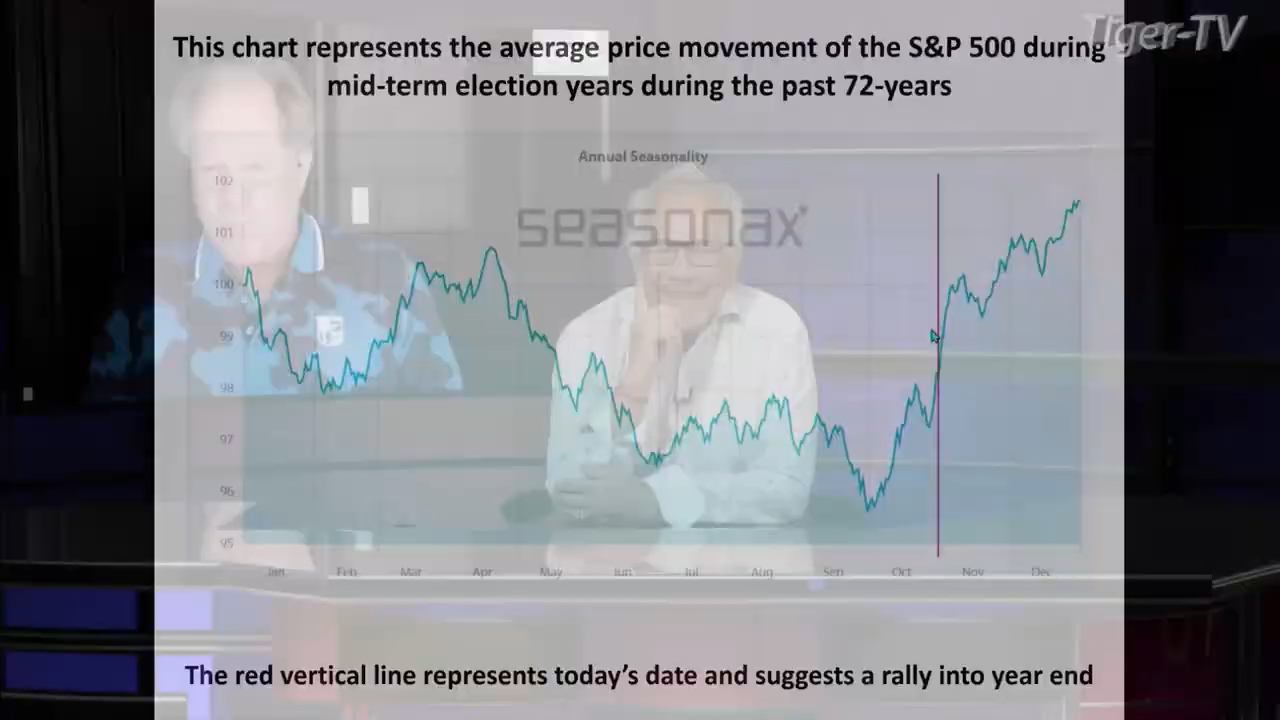 Tiger-TV
This chart represents the average price movement of the S&P 500 during
mid-term election years during the past 72-years
Annual Seasonality
seasonax
102
101
100
99
98
97
96
95
Jan Feb Mar Apr May Jun Jul Aug Sep Oct Nov Dec
The red vertical line represents today's date and suggests a rally into year end